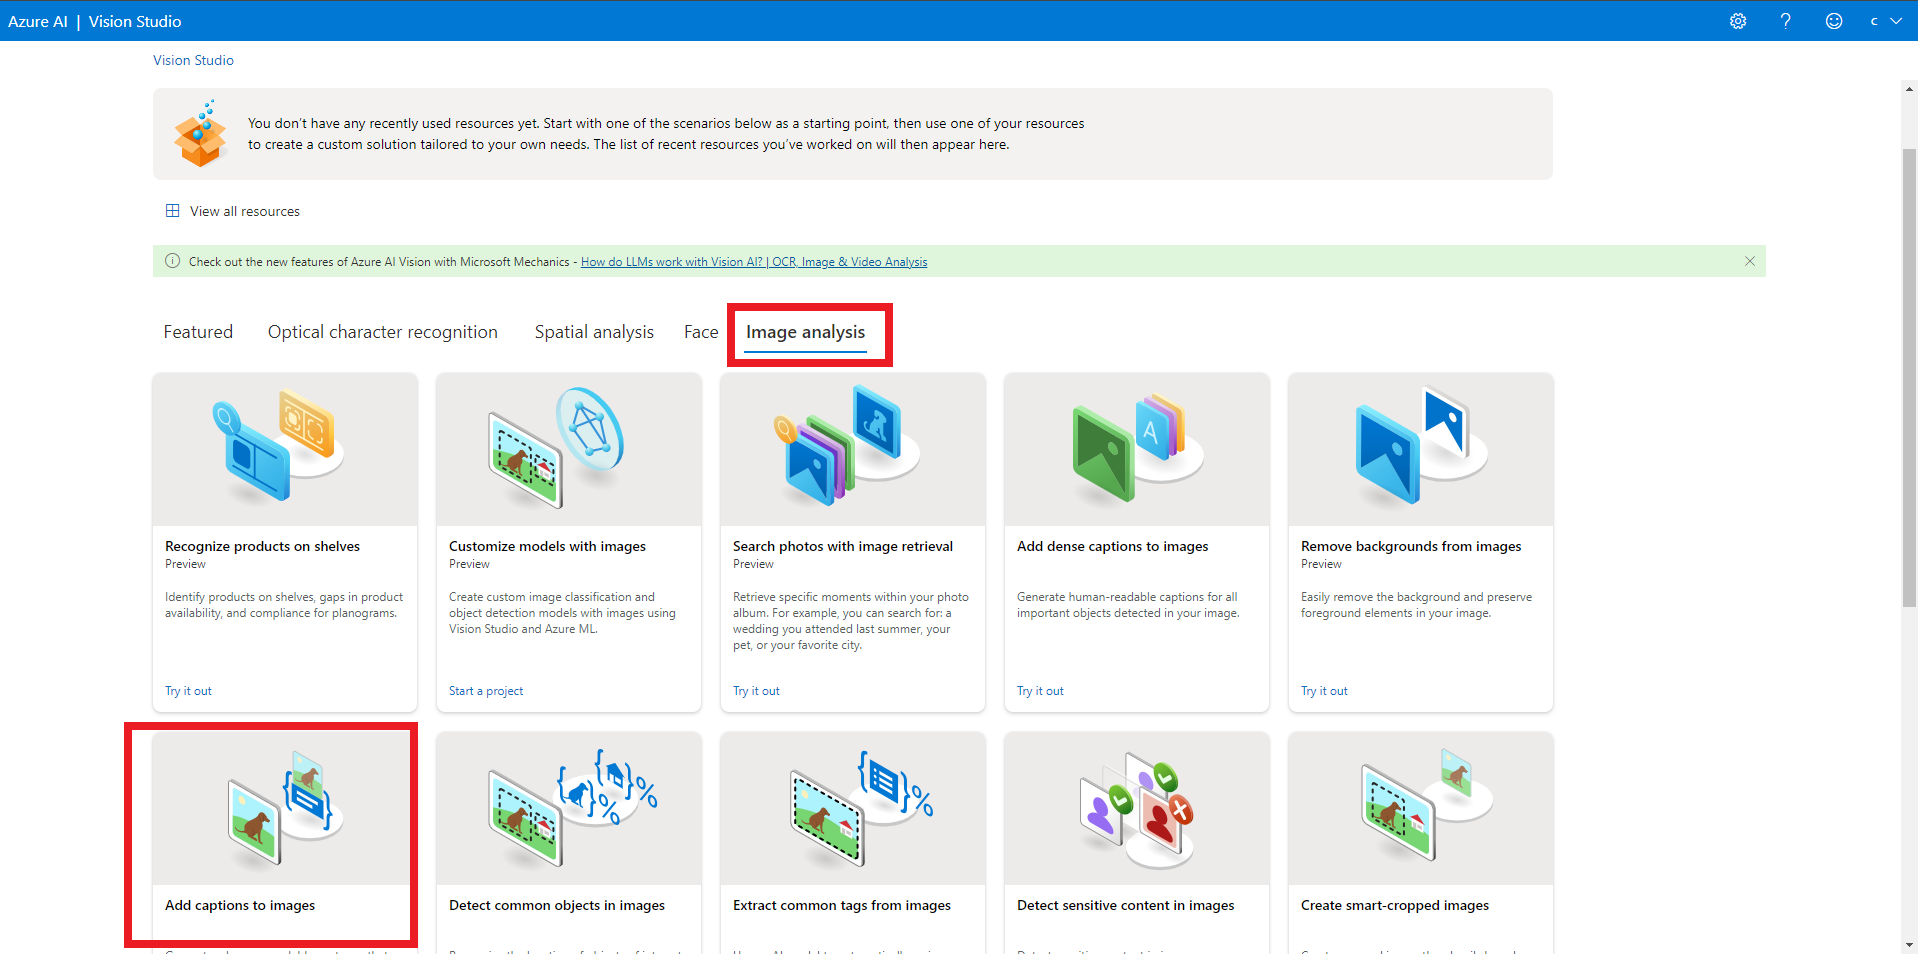 Azure AI | Vision Studio
c
Vision Studio
You don't have any recently used resources yet. Start with one of the scenarios below as a starting point, then use one of your resources
to create a custom solution tailored to your own needs. The list of recent resources you've worked on will then appear here.
View all resources
Check out the new features of Azure AI Vision with Microsoft Mechanics - How do LLMs work with Vision AI? | OCR, Image & Video Analysis
Featured
Optical character recognition
Spatial analysis
Face
Image analysis
Recognize products on shelves
Preview
Identify products on shelves, gaps in product
availability, and compliance for planograms.
Try it out
Customize models with images
Preview
Create custom image classification and
object detection models with images using
Vision Studio and Azure ML.
Start a project
Search photos with image retrieval
Preview
Retrieve specific moments within your photo
album. For example, you can search for: a
wedding you attended last summer, your
pet, or your favorite city.
Try it out
A
Add dense captions to images
Generate human-readable captions for all
important objects detected in your image.
Try it out
Remove backgrounds from images
Preview
Easily remove the background and preserve
foreground elements in your image.
Try it out
Add captions to images
Detect common objects in images
Extract common tags from images
Detect sensitive content in images
Create smart-cropped images